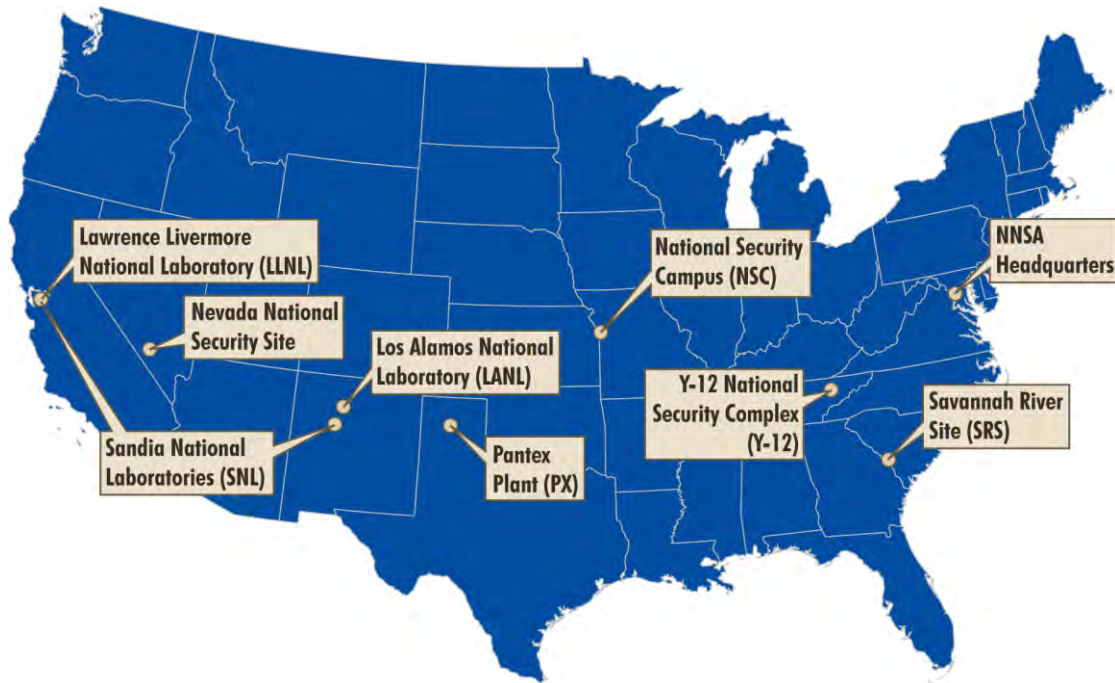 Lawrence Livermore
National Laboratory (LLNL)
Nevada National
Security Site
Los Alamos National
Laboratory (LANL)
Sandia National
Laboratories (SNL)
Pantex
Plant (PX)
National Security
Campus (NSC)
Y-12 National
Security Complex
(Y-12)
NNSA
Headquarters
Savannah River
Site (SRS)